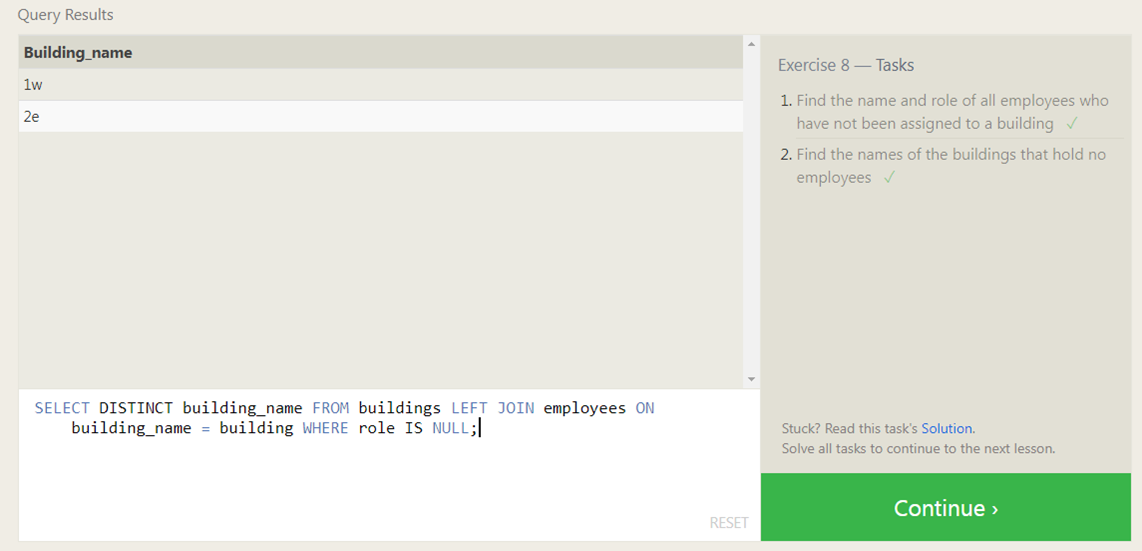 Query Results
Building_name
1w
2e
SELECT DISTINCT building_name FROM buildings LEFT JOIN employees ON
building_name = building WHERE role IS NULL;
RESET
Exercise 8 — Tasks
1. Find the name and role of all employees who
have not been assigned to a building ✓
2. Find the names of the buildings that hold no
employees ✓
Stuck? Read this task's Solution.
Solve all tasks to continue to the next lesson.
Continue ›